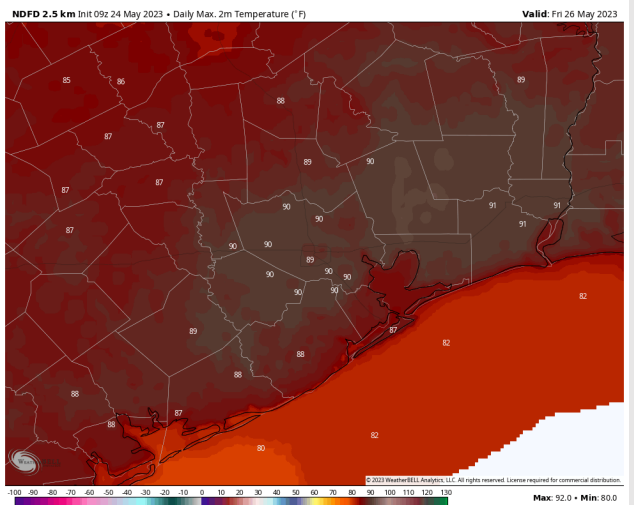 NDFD 2.5 km Init 09z 24 May 2023 • Daily Max. 2m Temperature (°F) Valid: Fri 26 May 2023
85 86 89
88
87 87
89 90
87 87
90 91 91
90 91
87
90 90
89
90 90 90
90 90 82
89 87
82
88
88
88
87
88
82
80
© 2023 WeatherBELL Analytics, LLC. All rights reserved. License required for commercial distribution.
-100 -90 -80 -70 -60 -50 -40 -30 -20 -10 0 10 20 30 40 50 60 70 80 90 100 110 120 130
Max: 92.0 • Min: 80.0